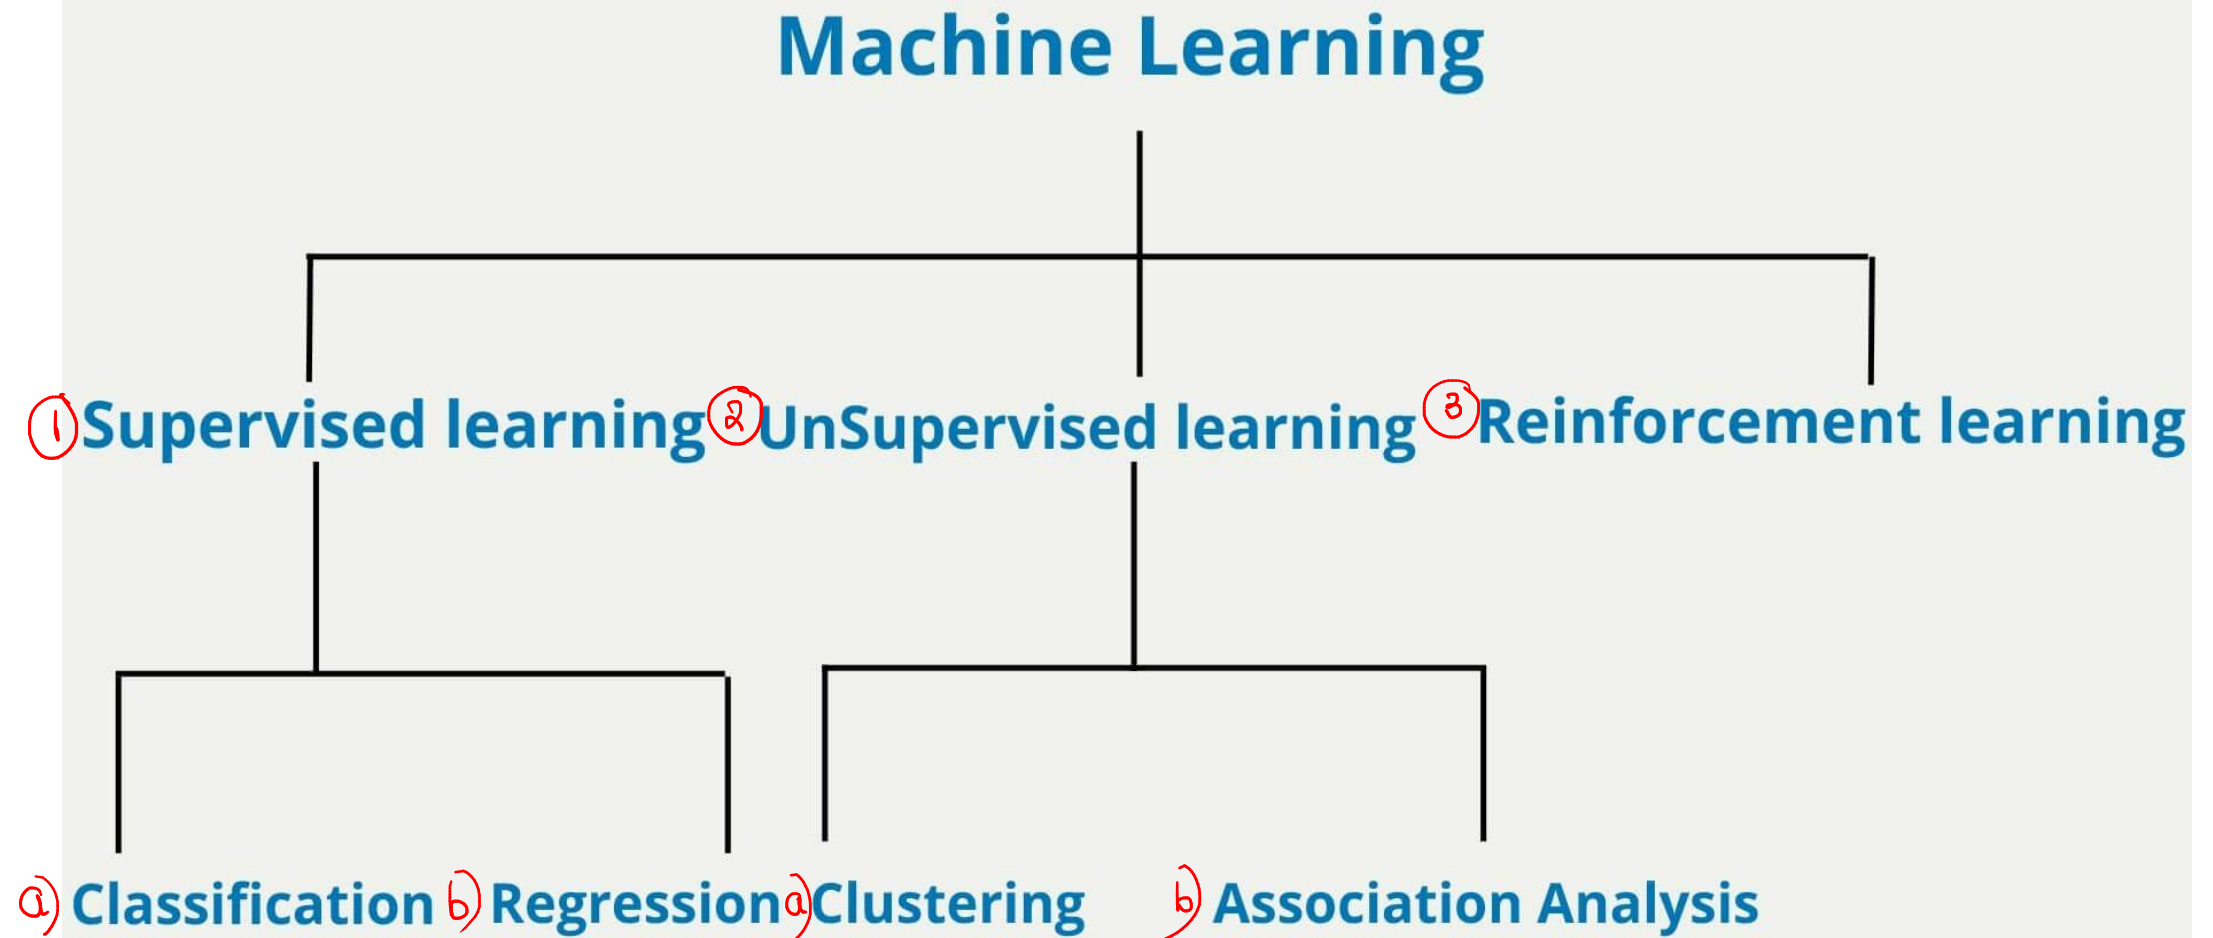 Machine Learning
1 Supervised learning 2 UnSupervised learning 3 Reinforcement learning
a) Classification b) Regression a) Clustering b) Association Analysis